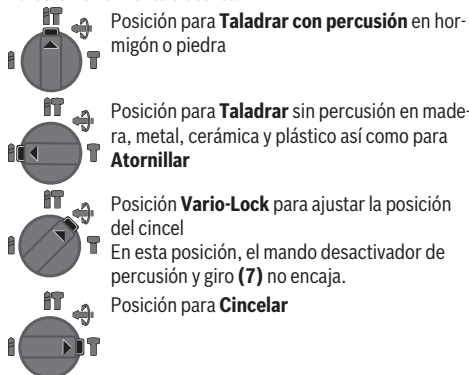 Posición para Taladrar con percusión en hor-
migón o piedra
Posición para Taladrar sin percusión en made-
ra, metal, cerámica y plástico así como para
Atornillar
Posición Vario-Lock para ajustar la posición
del cincel
En esta posición, el mando desactivador de
percusión y giro (7) no encaja.
Posición para Cincelar